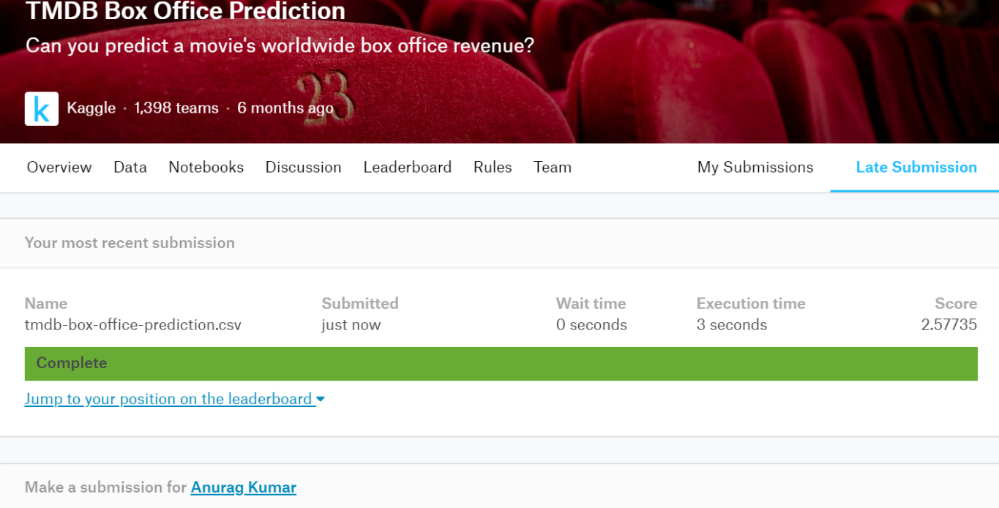 TMDB Box Office Prediction
Can you predict a movie's worldwide box office revenue?
23
k Kaggle · 1,398 teams · 6 months ago
Overview Data Notebooks Discussion Leaderboard Rules Team My Submissions Late Submission
Your most recent submission
Name Submitted Wait time Execution time Score
tmdb-box-office-prediction.csv just now 0 seconds 3 seconds 2.57735
Complete
Jump to your position on the leaderboard
Make a submission for Anurag Kumar